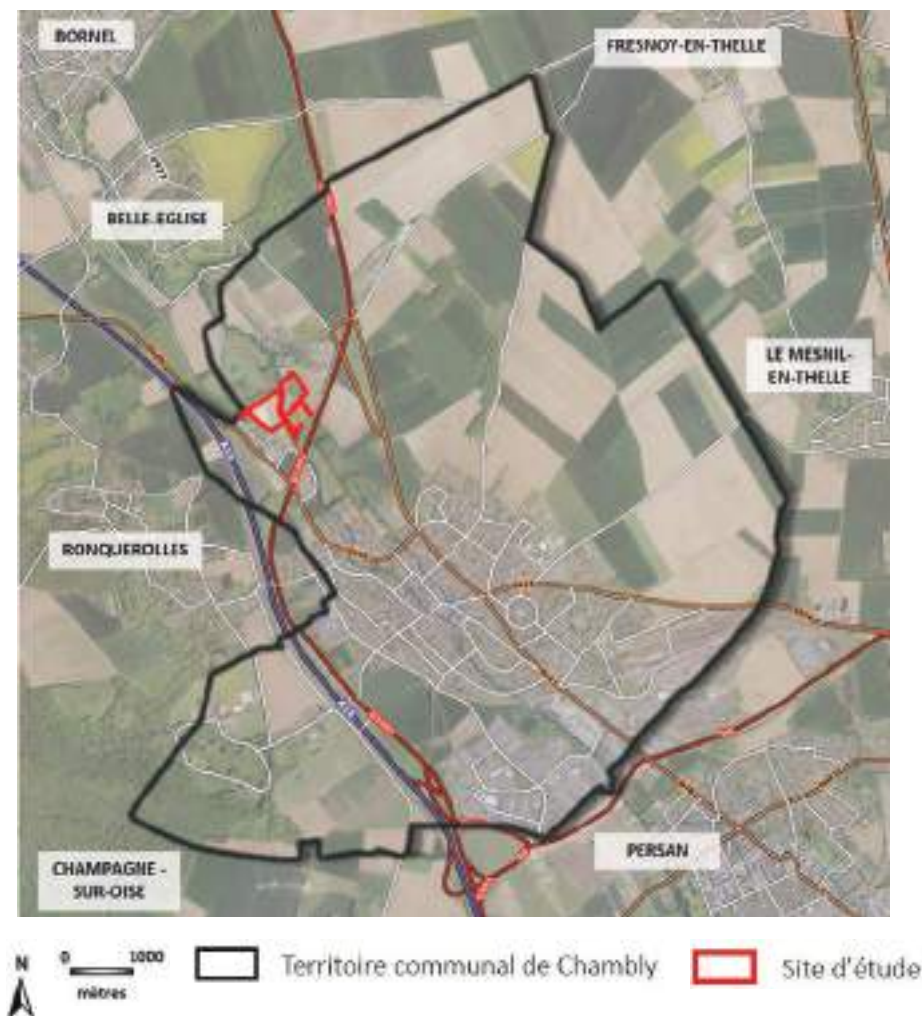 BORNEL
FRESNOY-EN-THELLE
BELLE-EGLISE
LE MESNIL-
EN-THELLE
RONQUEROLLES
CHAMPAGNE -
SUR-OISE
PERSAN
N
0 1000
mètres
Territoire communal de Chambly
Site d'étude